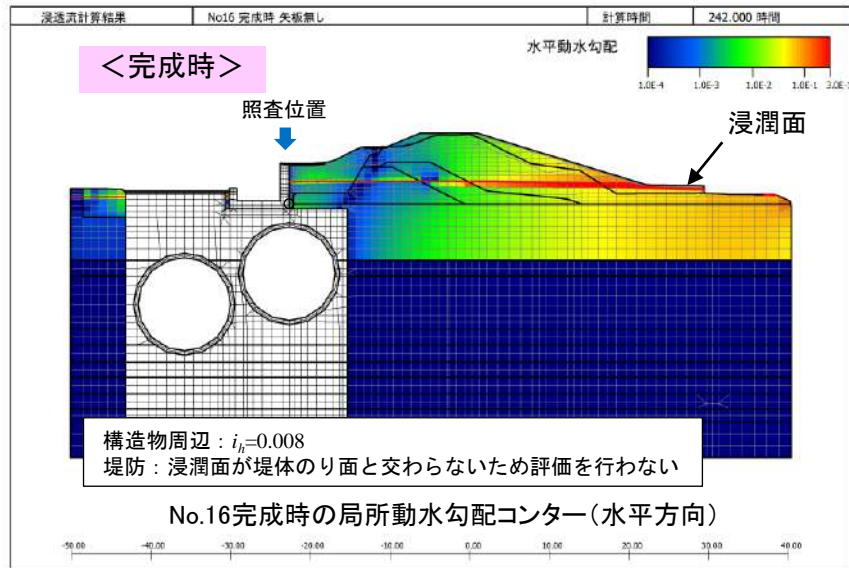 浸透流計算結果 No16 完成時 矢板無し 計算時間 242.000 時間
水平動水勾配
＜完成時＞
1.0E-4 1.0E-3 1.0E-2 1.0E-1 3.0E-1
照査位置
浸潤面
構造物周辺：ih=0.008
堤防：浸潤面が堤体のり面と交わらないため評価を行わない
No.16完成時の局所動水勾配コンター（水平方向）
-50.00 -40.00 -30.00 -20.00 -10.00 0.00 10.00 20.00 30.00 40.00